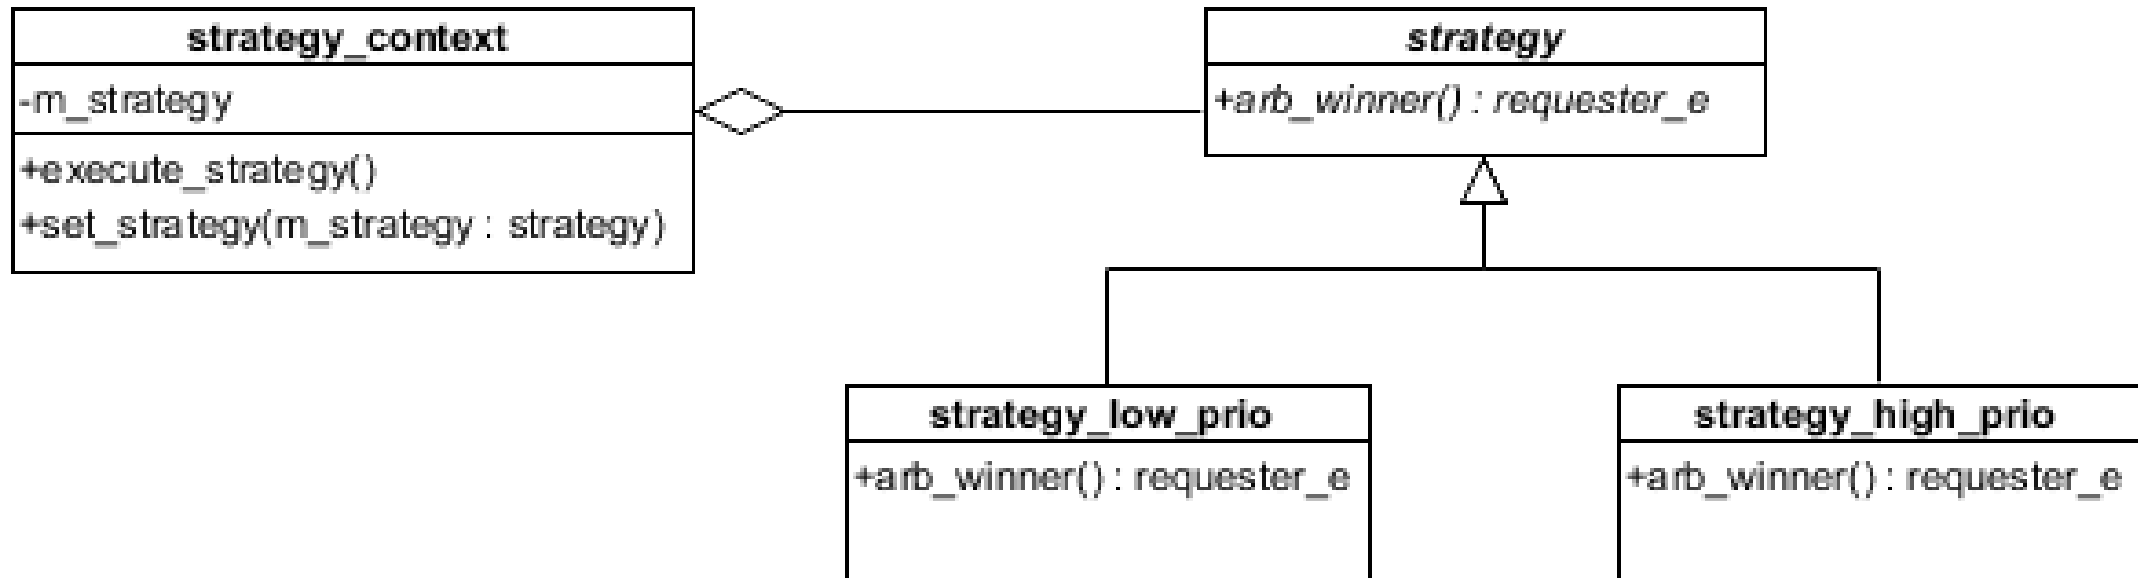 strategy_context
-m_strategy
+execute_strategy()
+set_strategy(m_strategy : strategy)
strategy
+arb_winner() : requester_e
strategy_low_prio
+arb_winner() : requester_e
strategy_high_prio
+arb_winner() : requester_e